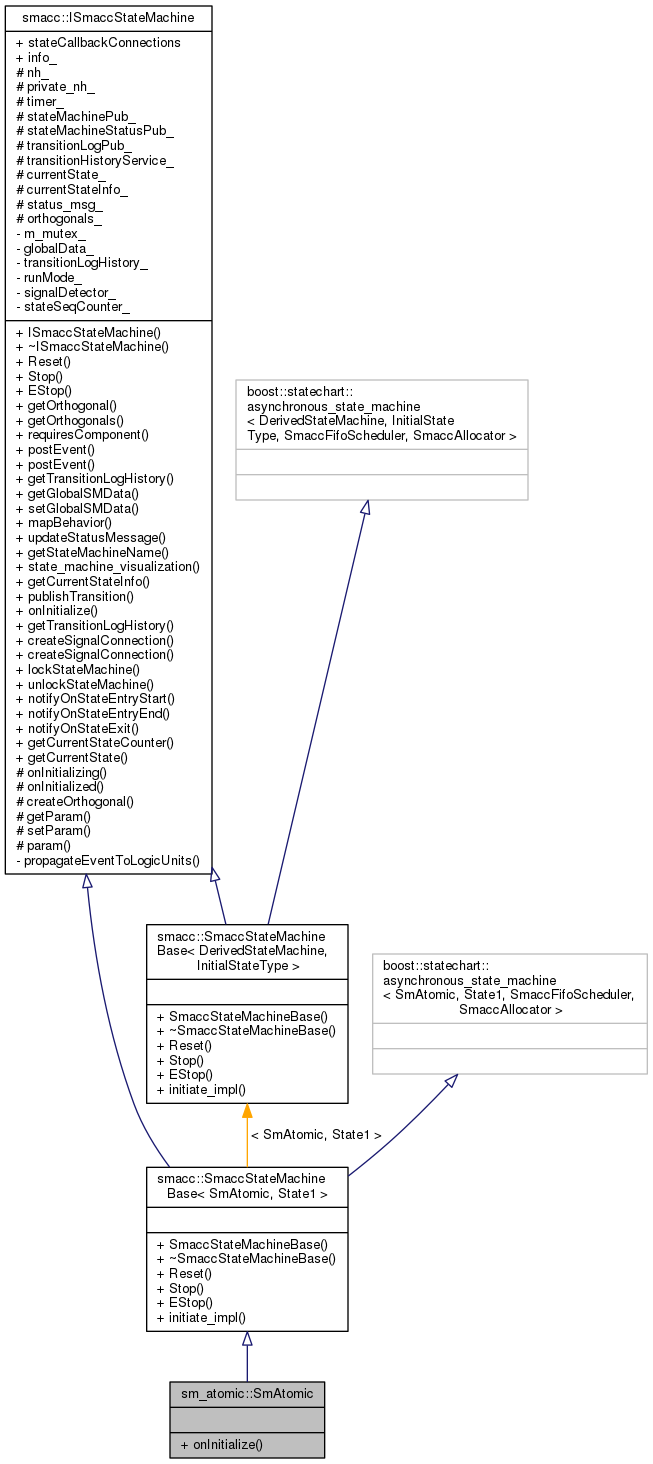 smacc::ISmaccStateMachine
+ stateCallbackConnections
+ info_
# nh_
# private_nh_
# timer_
# stateMachinePub_
# stateMachineStatusPub_
# transitionLogPub_
# transitionHistoryService_
# currentState_
# currentStateInfo_
# status_msg_
# orthogonals_
- m_mutex_
- globalData_
- transitionLogHistory_
- runMode_
- signalDetector_
- stateSeqCounter_
+ ISmaccStateMachine()
+ ~ISmaccStateMachine()
+ Reset()
+ Stop()
+ EStop()
+ getOrthogonal()
+ getOrthogonals()
+ requiresComponent()
+ postEvent()
+ postEvent()
+ getTransitionLogHistory()
+ getGlobalSMData()
+ setGlobalSMData()
+ mapBehavior()
+ updateStatusMessage()
+ getStateMachineName()
+ state_machine_visualization()
+ getCurrentStateInfo()
+ publishTransition()
+ onInitialize()
+ getTransitionLogHistory()
+ createSignalConnection()
+ createSignalConnection()
+ lockStateMachine()
+ unlockStateMachine()
+ notifyOnStateEntryStart()
+ notifyOnStateEntryEnd()
+ notifyOnStateExit()
+ getCurrentStateCounter()
+ getCurrentState()
# onInitializing()
# onInitialized()
# createOrthogonal()
# getParam()
# setParam()
# param()
- propagateEventToLogicUnits()
boost::statechart::
asynchronous_state_machine
< DerivedStateMachine, InitialState
Type, SmaccFifoScheduler, SmaccAllocator >
smacc::SmaccStateMachine
Base< DerivedStateMachine,
InitialStateType >
+ SmaccStateMachineBase()
+ ~SmaccStateMachineBase()
+ Reset()
+ Stop()
+ EStop()
+ initiate_impl()
boost::statechart::
asynchronous_state_machine
< SmAtomic, State1, SmaccFifoScheduler,
SmaccAllocator >
< SmAtomic, State1 >
smacc::SmaccStateMachine
Base< SmAtomic, State1 >
+ SmaccStateMachineBase()
+ ~SmaccStateMachineBase()
+ Reset()
+ Stop()
+ EStop()
+ initiate_impl()
sm_atomic::SmAtomic
+ onInitialize()